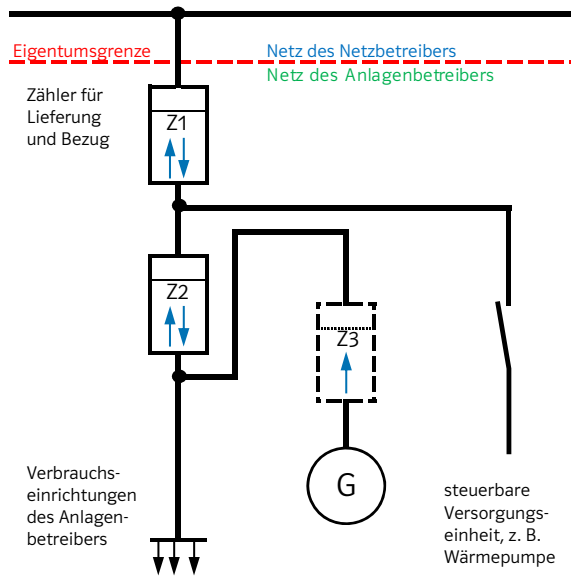 Eigentumsgrenze
Netz des Netzbetreibers
Netz des Anlagenbetreibers
Zähler für
Lieferung
und Bezug
Z1
Z2
Z3
G
Verbrauchs-
einrichtungen
des Anlagen-
betreibers
steuerbare
Versorgungs-
einheit, z. B.
Wärmepumpe